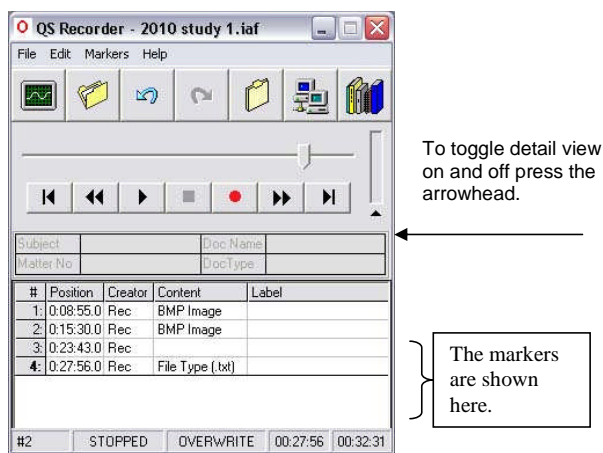 QS Recorder - 2010 study 1.iaf
File Edit Markers Help
To toggle detail view
on and off press the
arrowhead.
Subject Doc Name
Matter No DocType
# Position Creator Content Label
1: 0:08:55.0 Rec BMP Image
2: 0:15:30.0 Rec BMP Image
3: 0:23:43.0 Rec
4: 0:27:56.0 Rec File Type (.txt)
The markers
are shown
here.
#2 STOPPED OVERWRITE 00:27:56 00:32:31